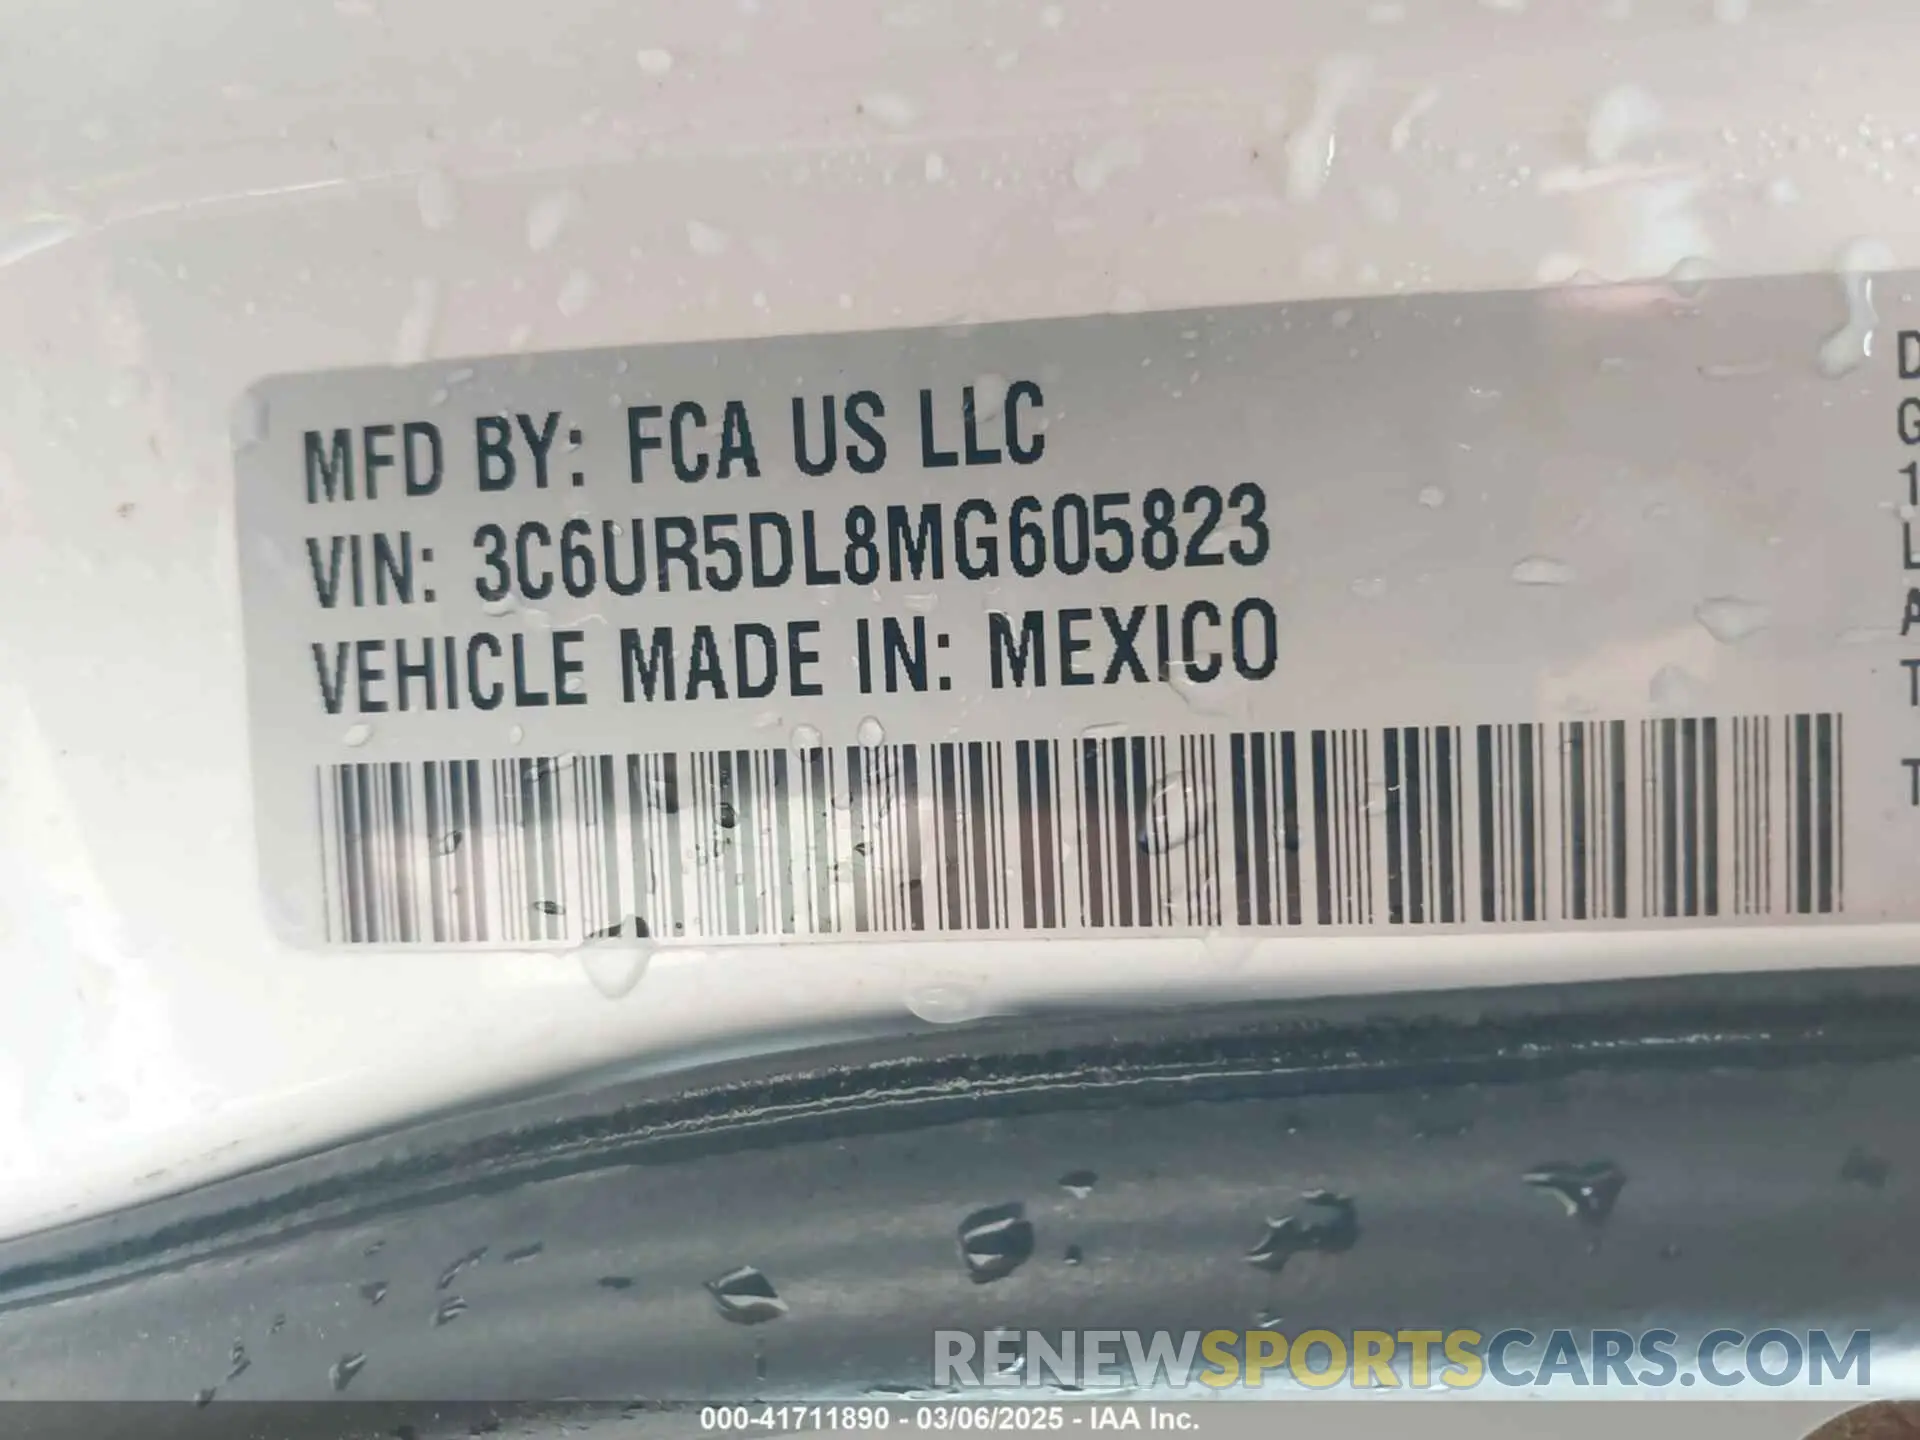 MFD BY: FCA US LLC
VIN: 3C6UR5DL8MG605823
VEHICLE MADE IN: MEXICO
D
G
1
L
A
T
T
RENEWSPORTSCARS.COM
000-41711890 - 03/06/2025 - IAA Inc.